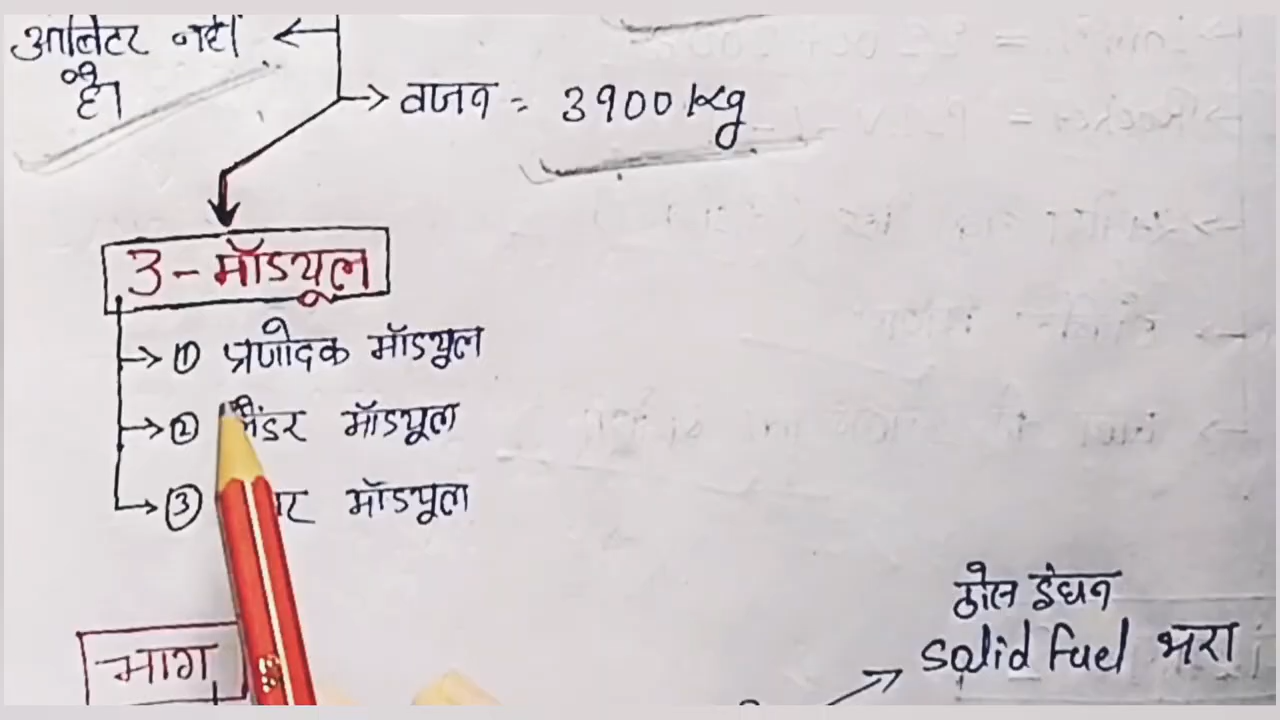 आर्बिटर नहीं
है।
वजन = 3900 kg
3 - मॉड्यूल
① प्रणोदक मॉड्यूल
② लैंडर मॉड्यूल
③ मॉड्यूल
भाग
ठोस ईंधन
Solid fuel भरा